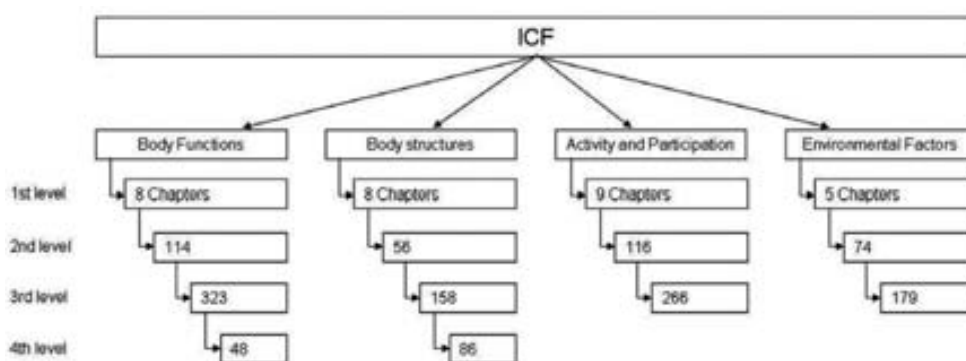 ICF
Body Functions Body structures Activity and Participation Environmental Factors
1st level 8 Chapters 8 Chapters 9 Chapters 5 Chapters
2nd level 114 56 116 74
3rd level 323 158 266 179
4th level 48 86